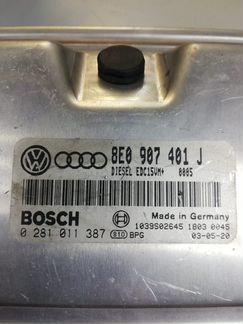 8E0 907 401 J
DIESEL EDC15VM+ 0005
BOSCH
Made in Germany
1039S02645 1803 0045
0 281 011 387 810 BPG 03-05-20